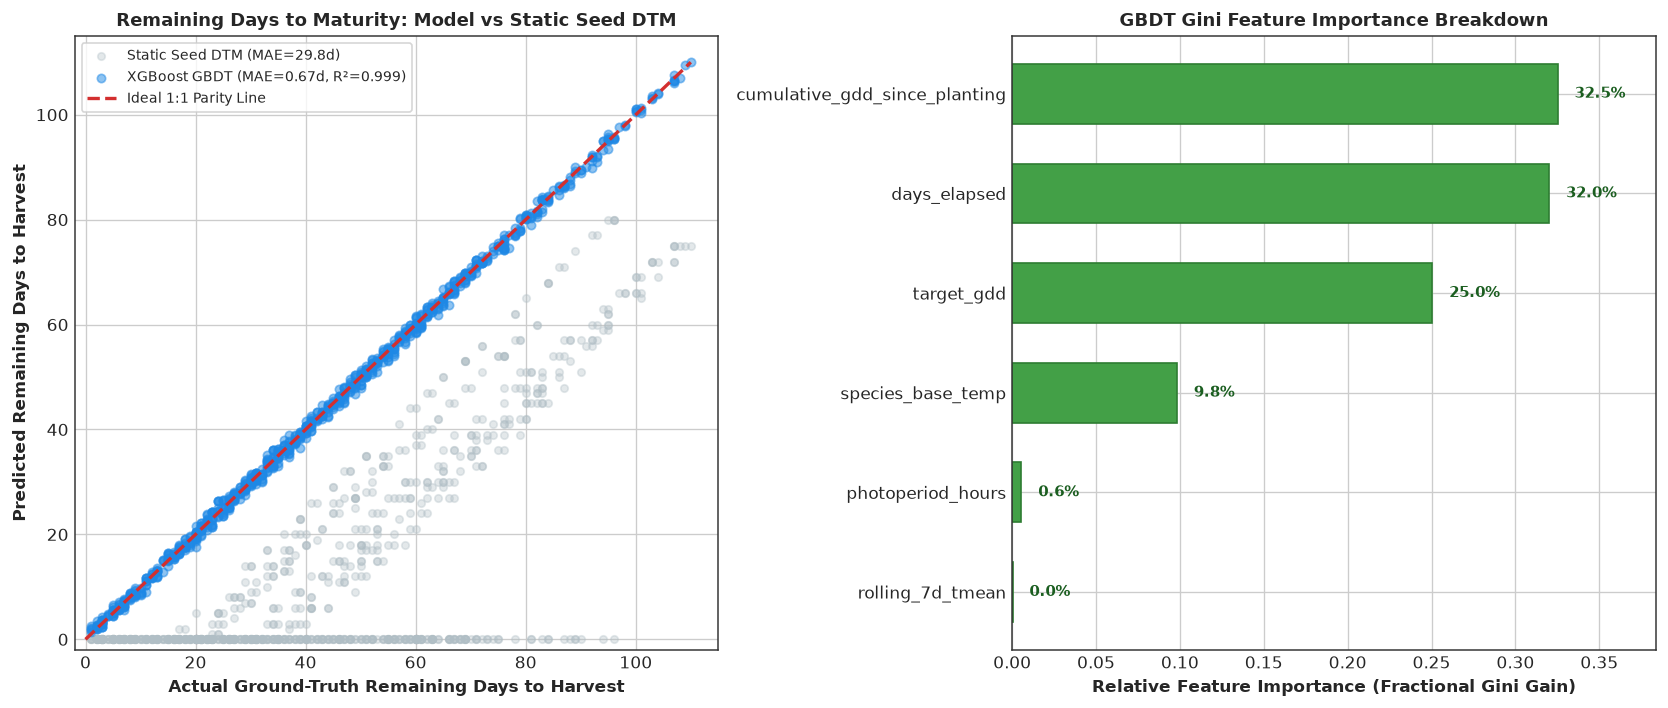 Remaining Days to Maturity: Model vs Static Seed DTM
Static Seed DTM (MAE=29.8d)
XGBoost GBDT (MAE=0.67d, R²=0.999)
Ideal 1:1 Parity Line
Predicted Remaining Days to Harvest
100
80
60
40
20
0
0 20 40 60 80 100
Actual Ground-Truth Remaining Days to Harvest
GBDT Gini Feature Importance Breakdown
cumulative_gdd_since_planting 32.5%
days_elapsed 32.0%
target_gdd 25.0%
species_base_temp 9.8%
photoperiod_hours 0.6%
rolling_7d_tmean 0.0%
0.00 0.05 0.10 0.15 0.20 0.25 0.30 0.35
Relative Feature Importance (Fractional Gini Gain)